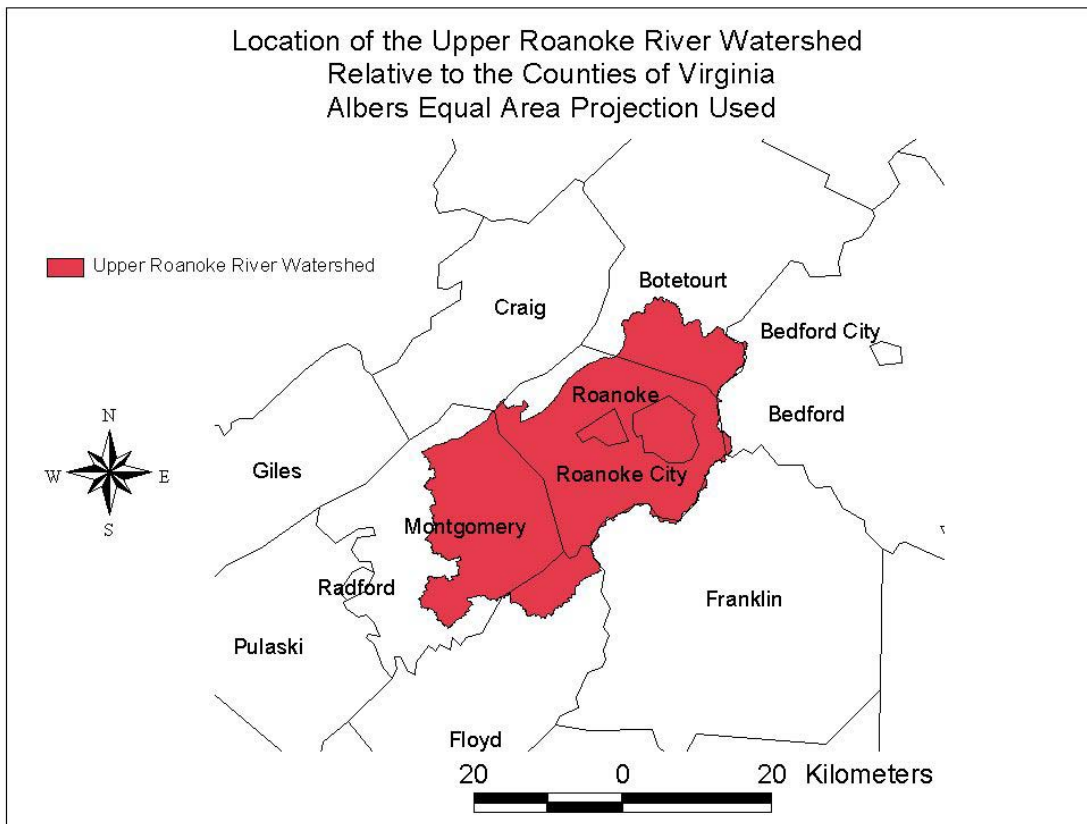 Location of the Upper Roanoke River Watershed
Relative to the Counties of Virginia
Albers Equal Area Projection Used
Upper Roanoke River Watershed
Botetourt
Craig
Bedford City
Roanoke
Bedford
N
W
E
S
Giles
Roanoke City
Montgomery
Radford
Franklin
Pulaski
Floyd
20 0 20 Kilometers